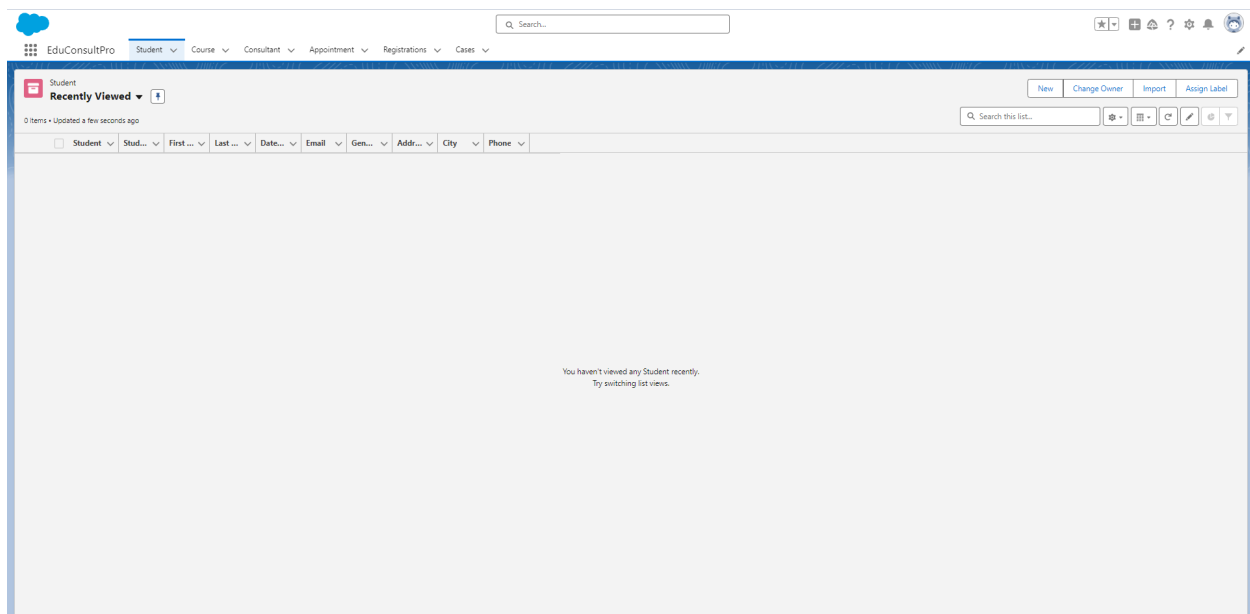 Search...
EduConsultPro Student Course Consultant Appointment Registrations Cases
Student
Recently Viewed
New Change Owner Import Assign Label
0 items • Updated a few seconds ago
Search this list...
Student Stud... First ... Last ... Date... Email Gen... Addr... City Phone
You haven't viewed any Student recently.
Try switching list views.